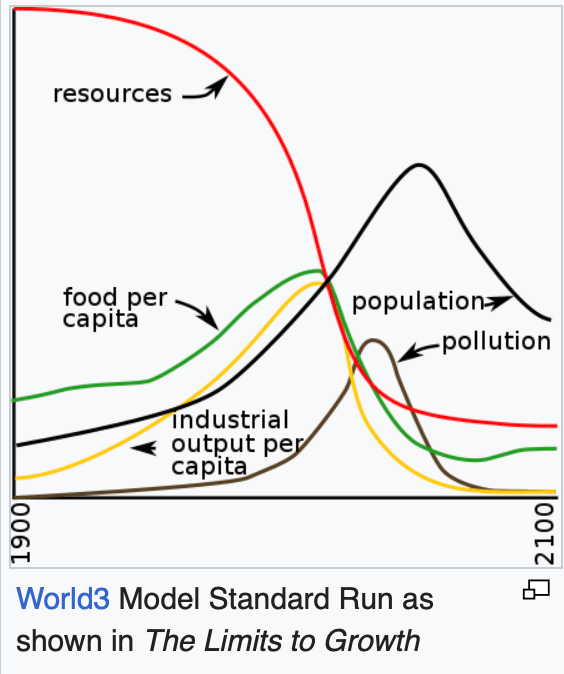 resources
food per
capita
population
pollution
industrial
output per
capita
1900
2100
World3 Model Standard Run as
shown in The Limits to Growth